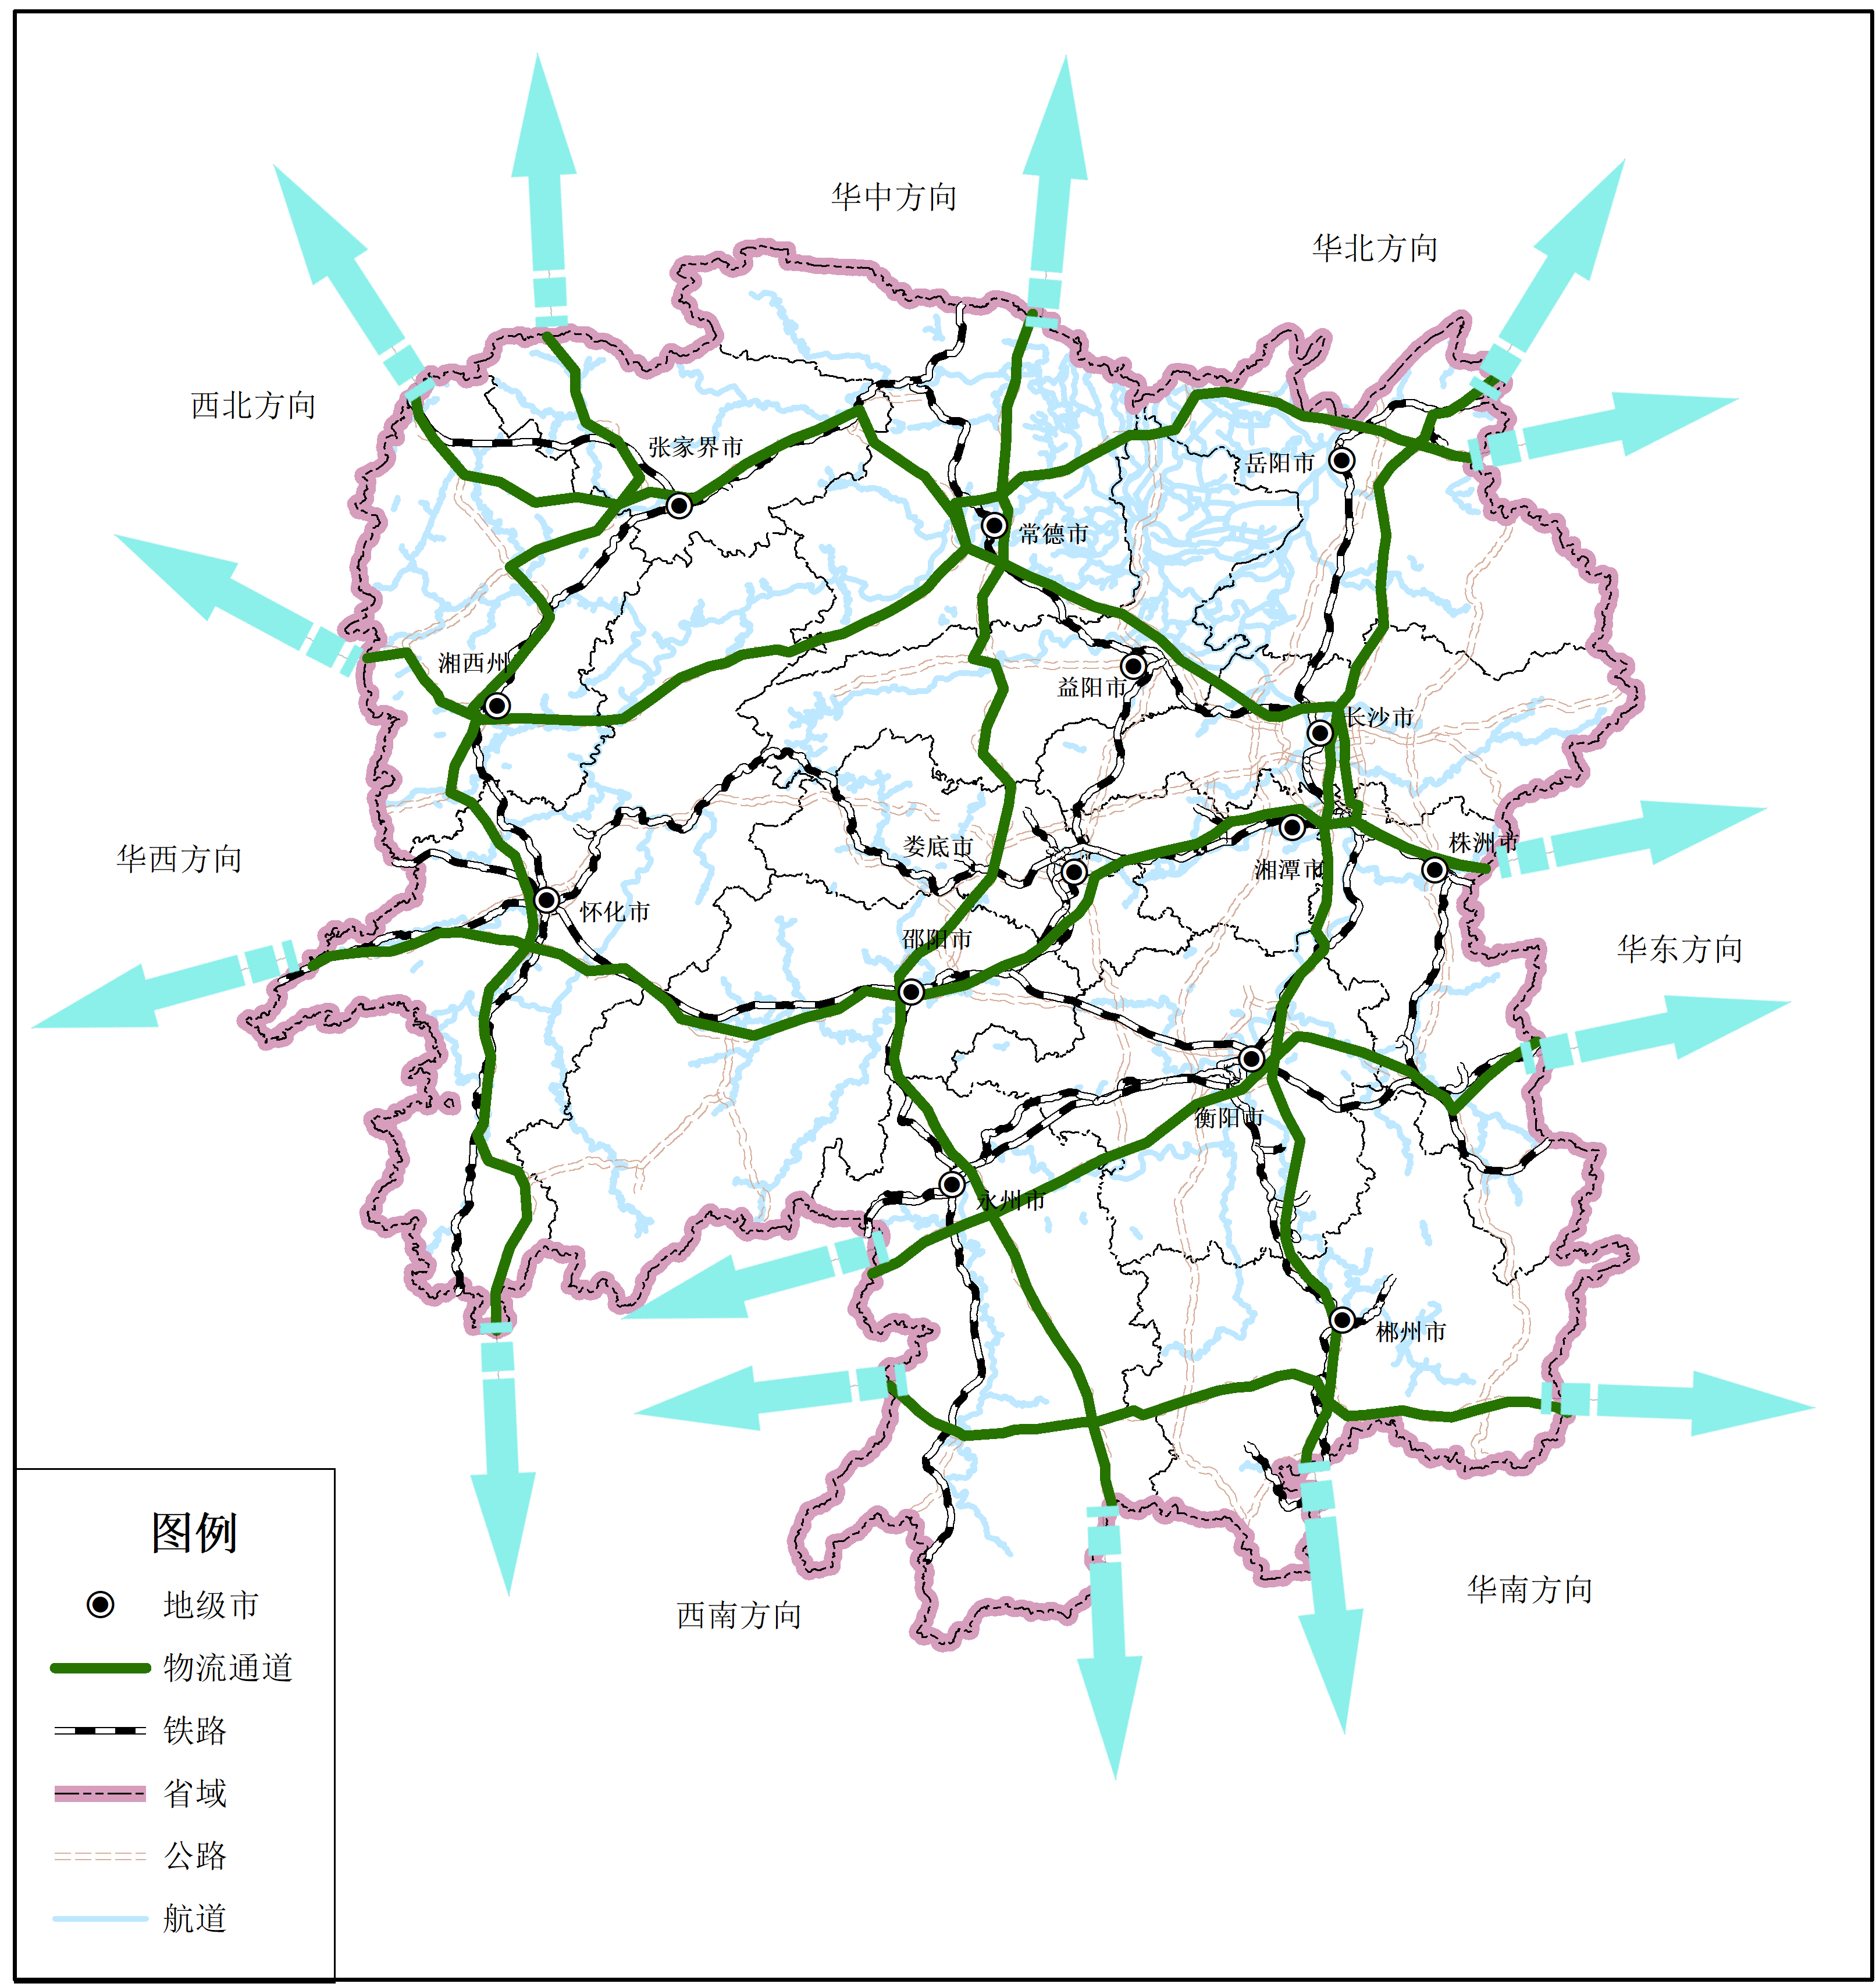 华中方向
华北方向
西北方向
张家界市
岳阳市
常德市
湘西州
益阳市
长沙市
华西方向
娄底市
株洲市
湘潭市
怀化市
邵阳市
华东方向
衡阳市
永州市
郴州市
华南方向
西南方向
图例
地级市
物流通道
铁路
省域
公路
航道